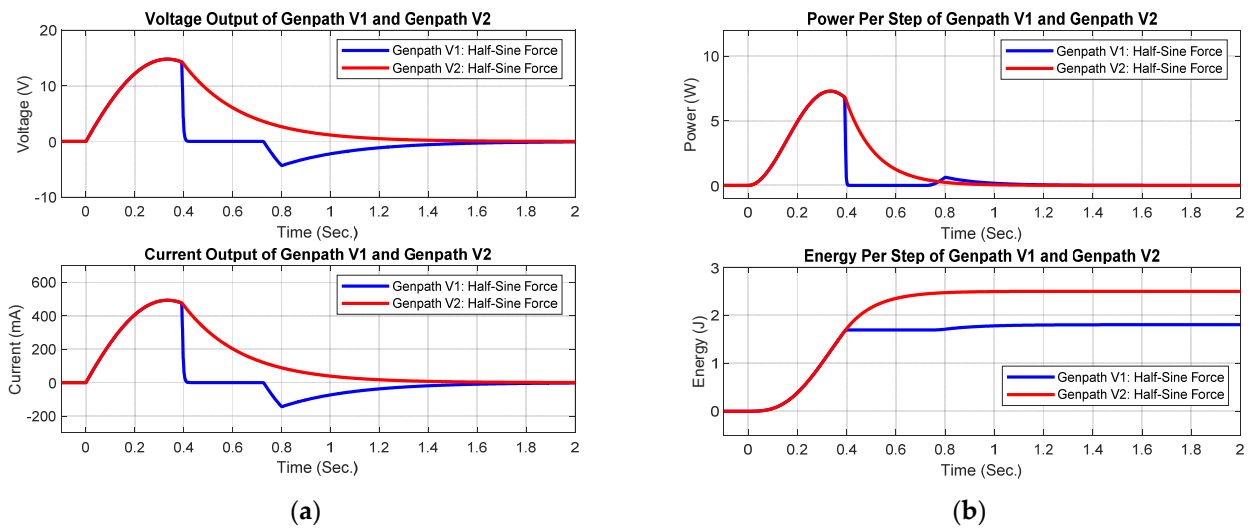 Voltage Output of Genpath V1 and Genpath V2
20
10
0
-10
Voltage (V)
Genpath V1: Half-Sine Force
Genpath V2: Half-Sine Force
0 0.2 0.4 0.6 0.8 1 1.2 1.4 1.6 1.8 2
Time (Sec.)
Current Output of Genpath V1 and Genpath V2
600
400
200
0
-200
Current (mA)
Genpath V1: Half-Sine Force
Genpath V2: Half-Sine Force
0 0.2 0.4 0.6 0.8 1 1.2 1.4 1.6 1.8 2
Time (Sec.)
(a)
Power Per Step of Genpath V1 and Genpath V2
10
5
0
Power (W)
Genpath V1: Half-Sine Force
Genpath V2: Half-Sine Force
0 0.2 0.4 0.6 0.8 1 1.2 1.4 1.6 1.8 2
Time (Sec.)
Energy Per Step of Genpath V1 and Genpath V2
3
2
1
0
Energy (J)
Genpath V1: Half-Sine Force
Genpath V2: Half-Sine Force
0 0.2 0.4 0.6 0.8 1 1.2 1.4 1.6 1.8 2
Time (Sec.)
(b)